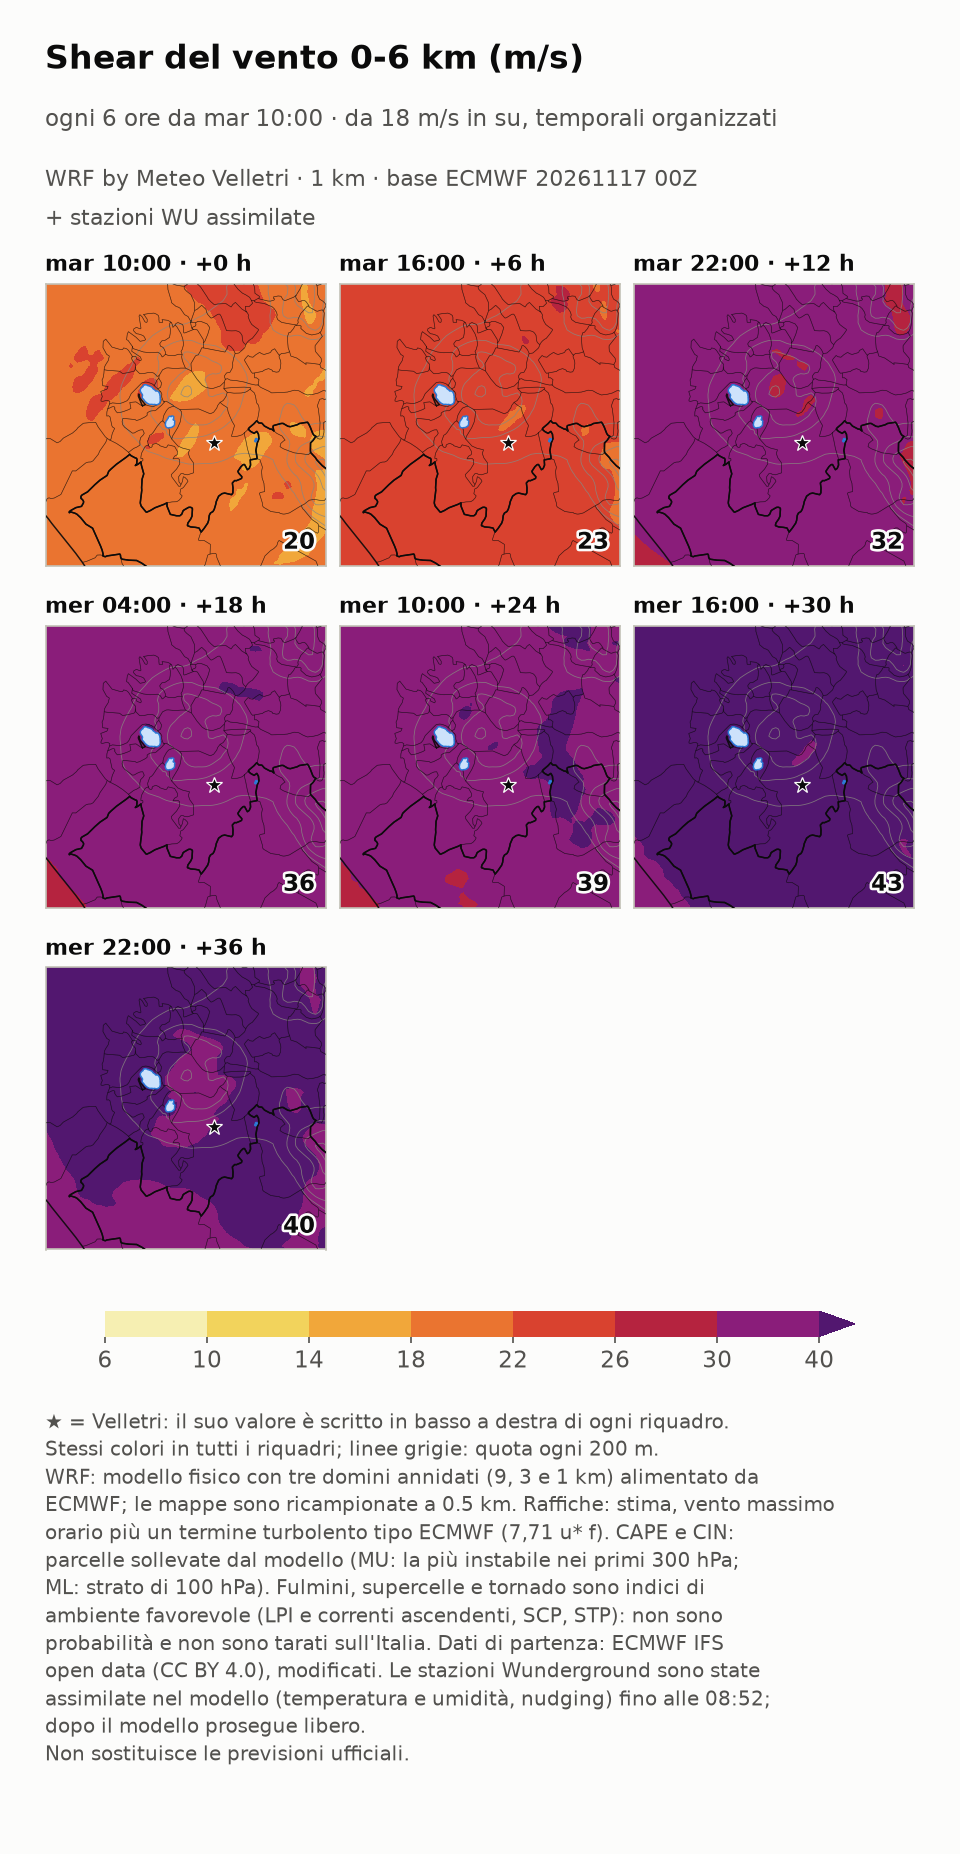 Shear del vento 0-6 km (m/s)
ogni 6 ore da mar 10:00 · da 18 m/s in su, temporali organizzati
WRF by Meteo Velletri · 1 km · base ECMWF 20261117 00Z
+ stazioni WU assimilate
mar 10:00 · +0 h
mar 16:00 · +6 h
mar 22:00 · +12 h
20
23
32
mer 04:00 · +18 h
mer 10:00 · +24 h
mer 16:00 · +30 h
36
39
43
mer 22:00 · +36 h
40
6 10 14 18 22 26 30 40
★ = Velletri: il suo valore è scritto in basso a destra di ogni riquadro.
Stessi colori in tutti i riquadri; linee grigie: quota ogni 200 m.
WRF: modello fisico con tre domini annidati (9, 3 e 1 km) alimentato da
ECMWF; le mappe sono ricampionate a 0.5 km. Raffiche: stima, vento massimo
orario più un termine turbolento tipo ECMWF (7,71 u* f). CAPE e CIN:
parcelle sollevate dal modello (MU: la più instabile nei primi 300 hPa;
ML: strato di 100 hPa). Fulmini, supercelle e tornado sono indici di
ambiente favorevole (LPI e correnti ascendenti, SCP, STP): non sono
probabilità e non sono tarati sull'Italia. Dati di partenza: ECMWF IFS
open data (CC BY 4.0), modificati. Le stazioni Wunderground sono state
assimilate nel modello (temperatura e umidità, nudging) fino alle 08:52;
dopo il modello prosegue libero.
Non sostituisce le previsioni ufficiali.